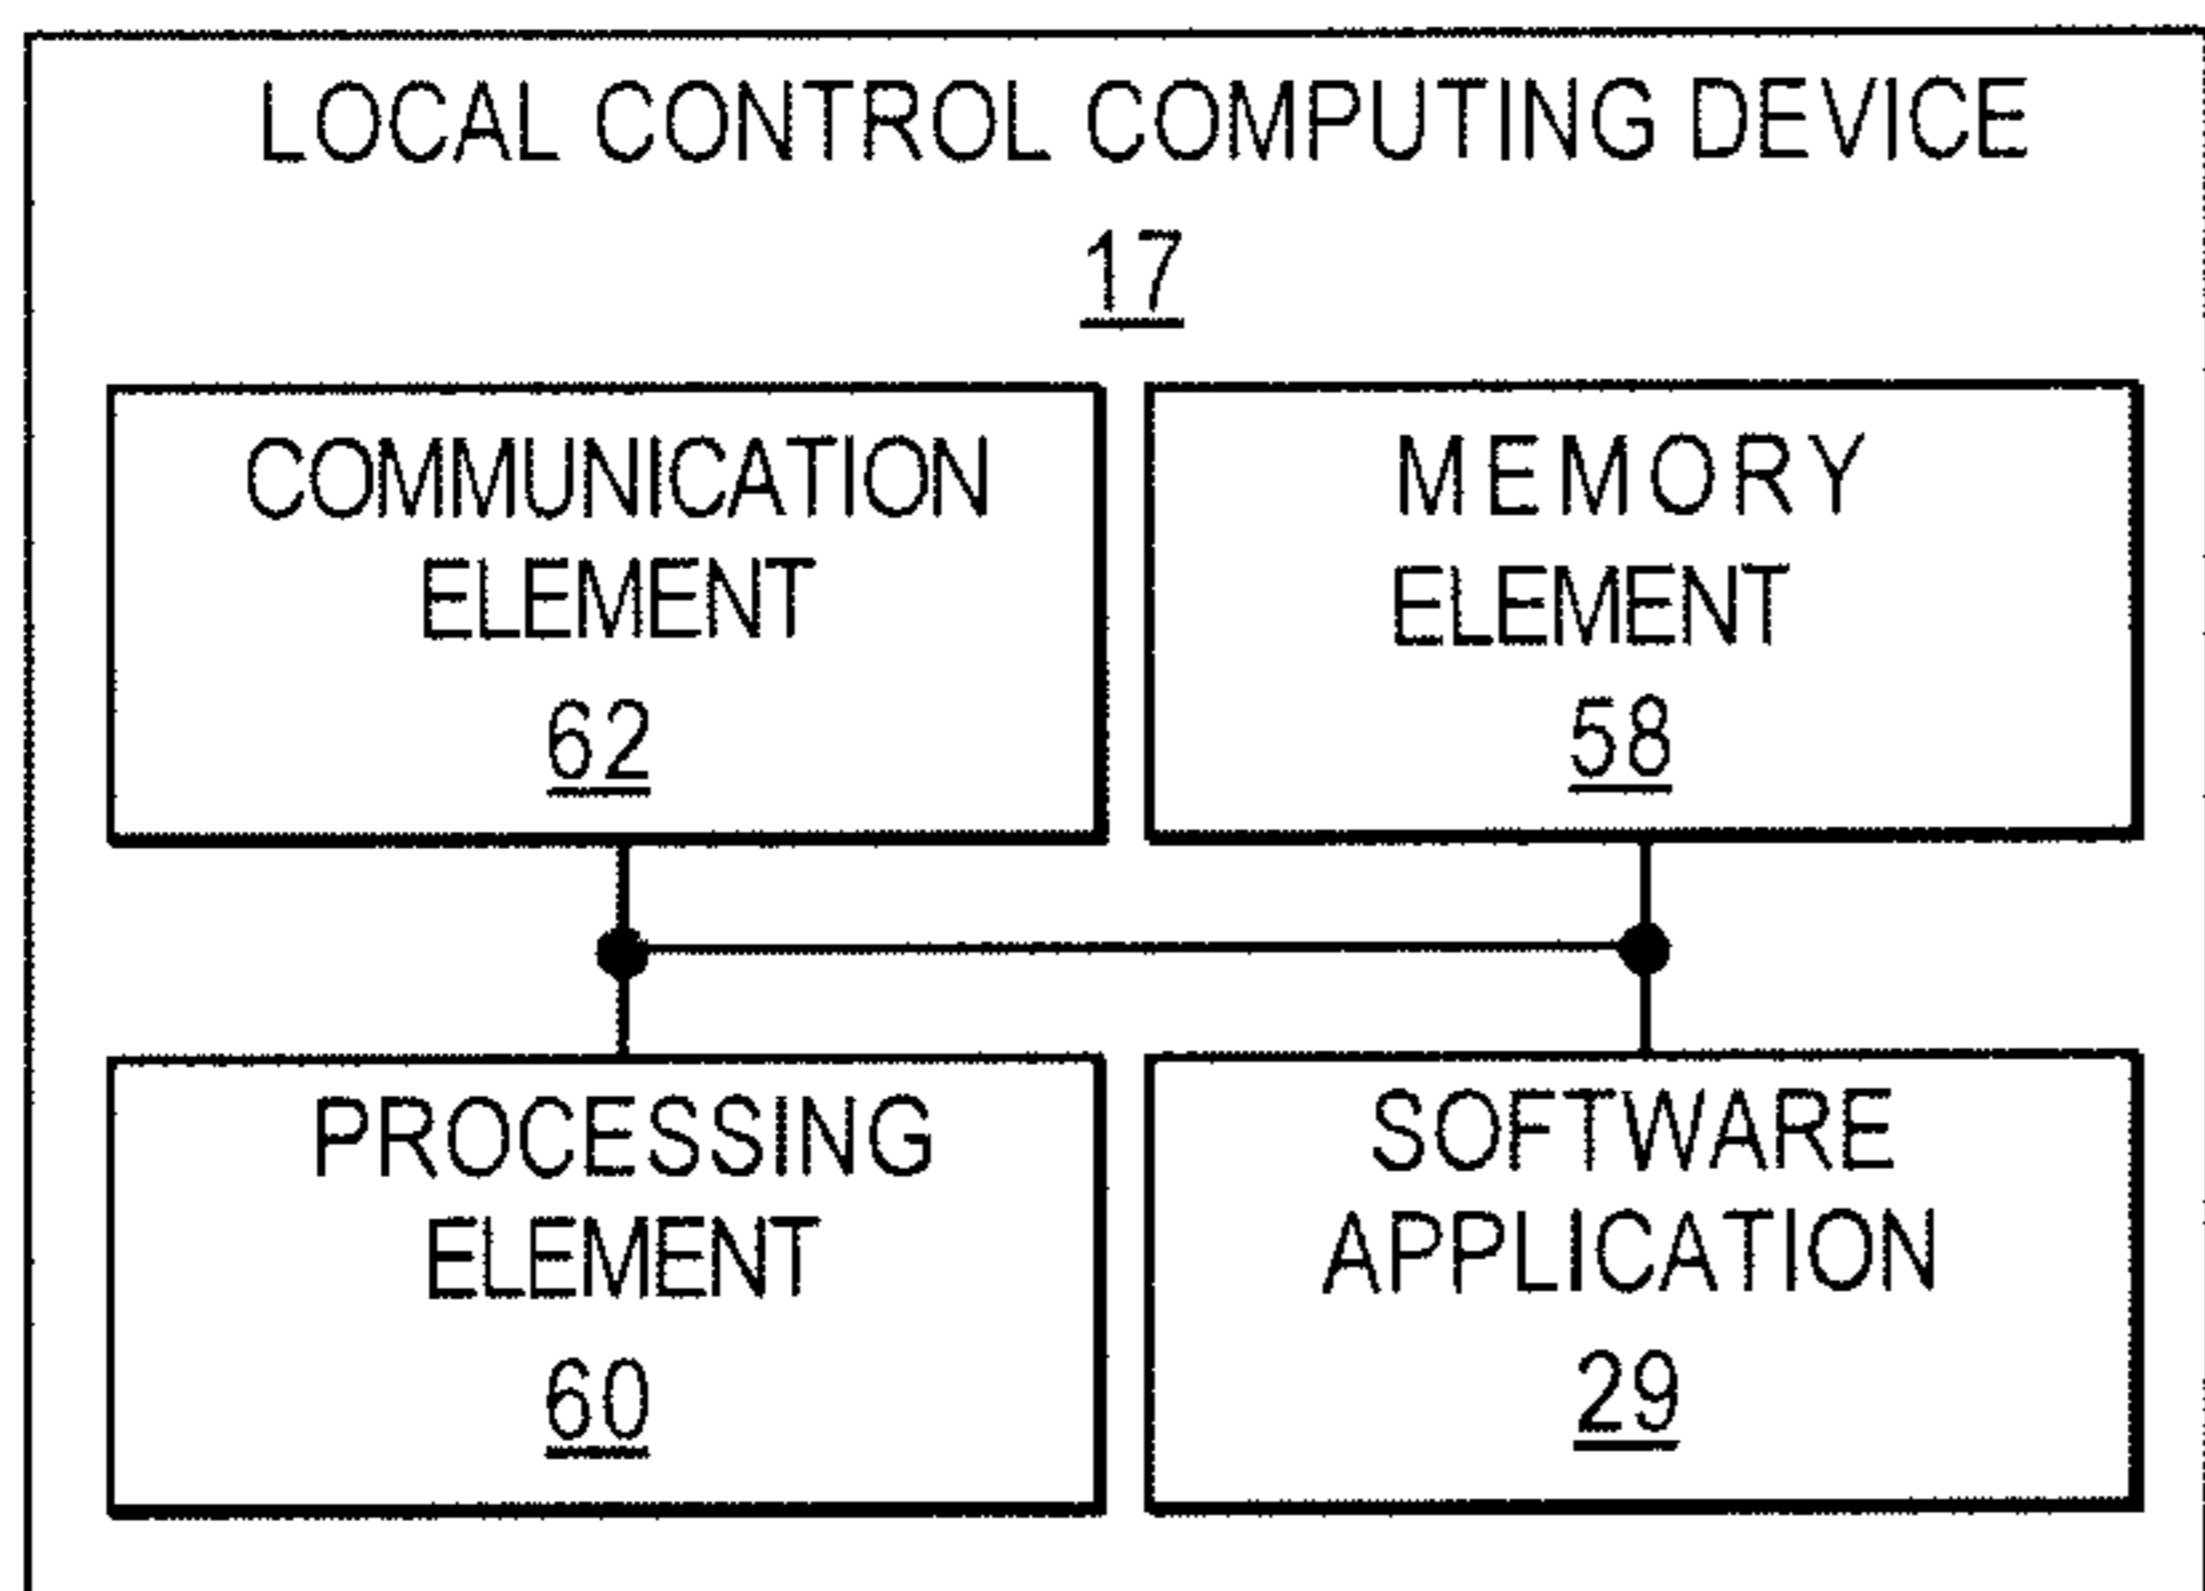 LOCAL CONTROL COMPUTING DEVICE
17
COMMUNICATION
ELEMENT
62
MEMORY
ELEMENT
58
PROCESSING
ELEMENT
60
SOFTWARE
APPLICATION
29